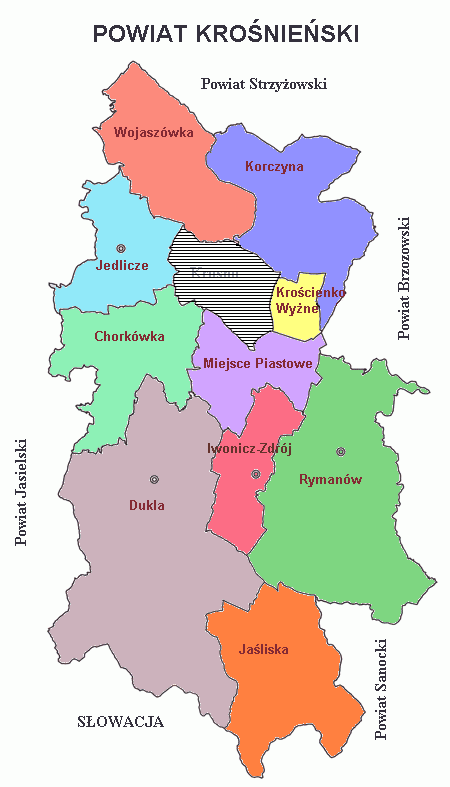 POWIAT KROŚNIEŃSKI
Powiat Strzyżowski
Wojaszówka
Korczyna
Powiat Brzozowski
Jedlicze
Krosno
Krościenko
Wyżne
Chorkówka
Miejsce Piastowe
Iwonicz-Zdrój
Powiat Jasielski
Rymanów
Dukla
Jaśliska
Powiat Sanocki
SŁOWACJA